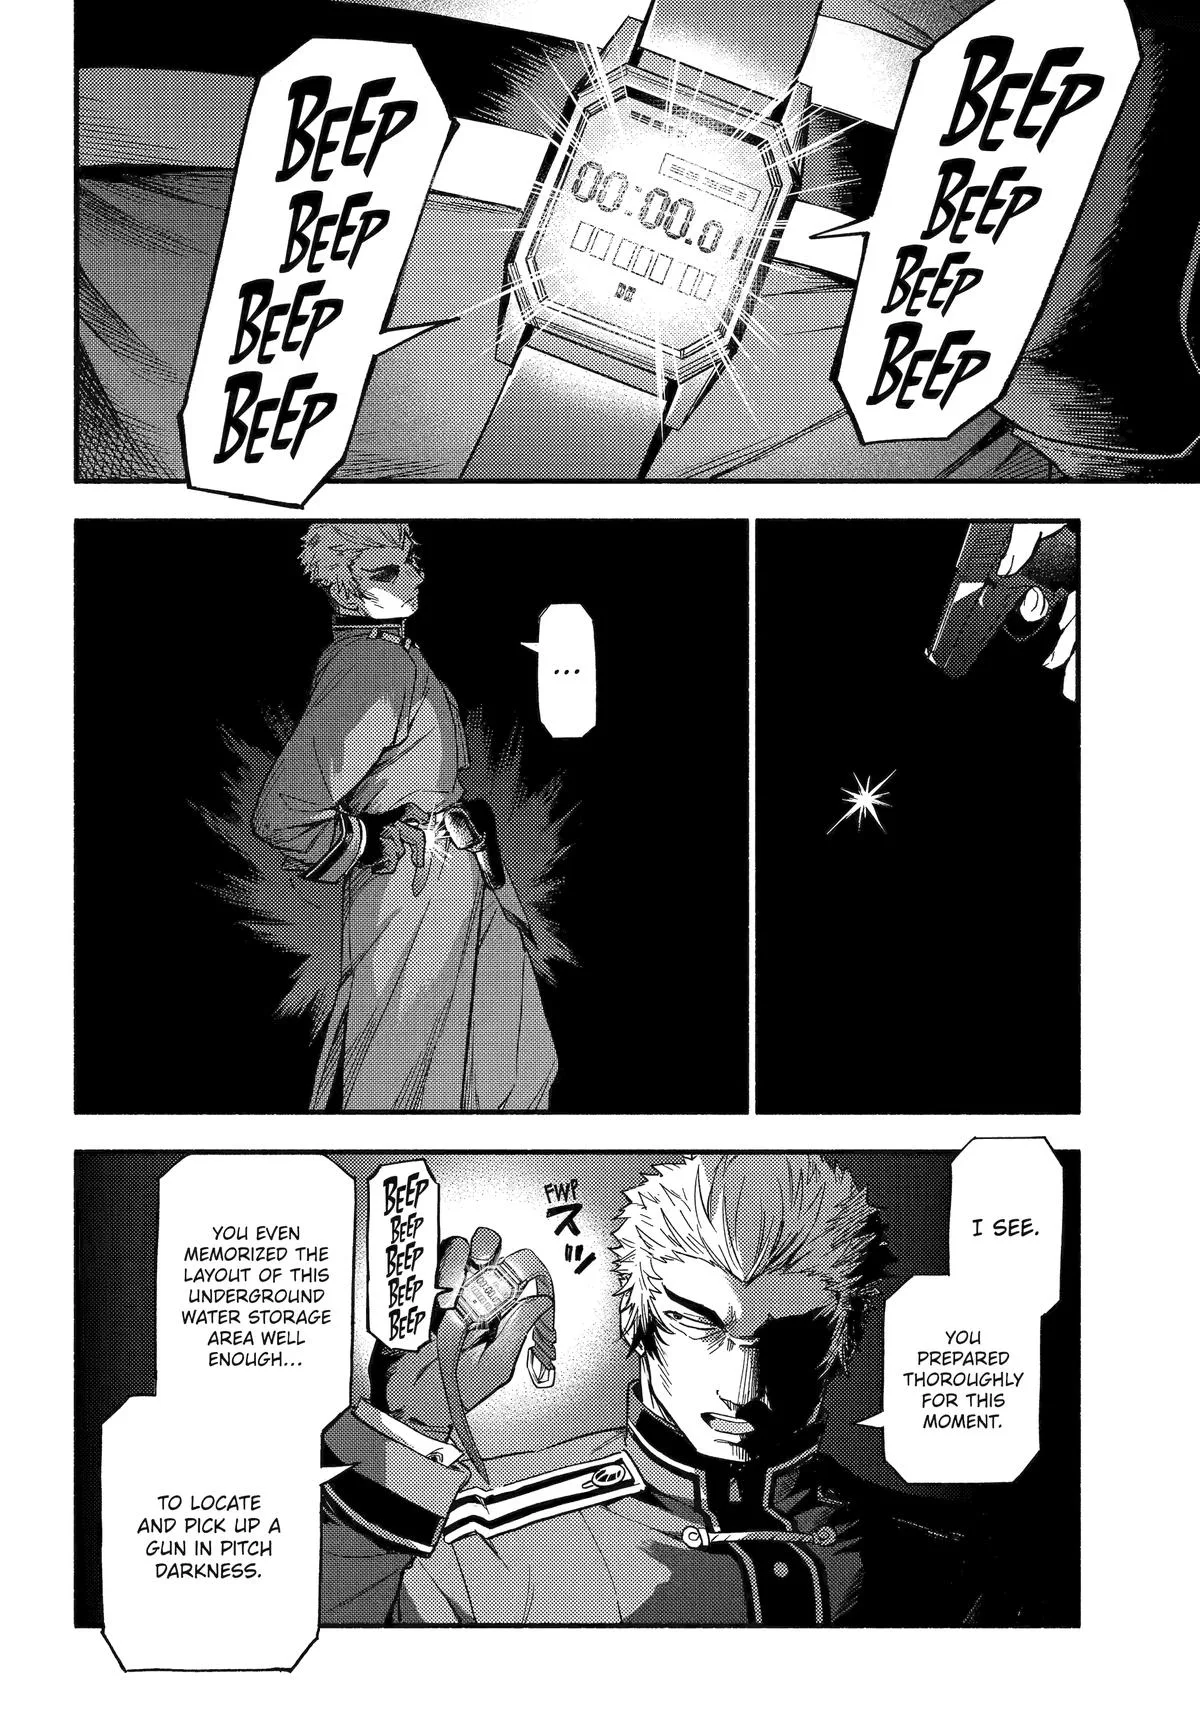 BEEP
BEEP
BEEP
BEEP
00:00.01
BEEP
BEEP
BEEP
BEEP
...
I SEE.
YOU
PREPARED
THOROUGHLY
FOR THIS
MOMENT.
FWP
スッ
BEEP
BEEP
BEEP
BEEP
BEEP
YOU EVEN
MEMORIZED THE
LAYOUT OF THIS
UNDERGROUND
WATER STORAGE
AREA WELL
ENOUGH...
TO LOCATE
AND PICK UP A
GUN IN PITCH
DARKNESS.